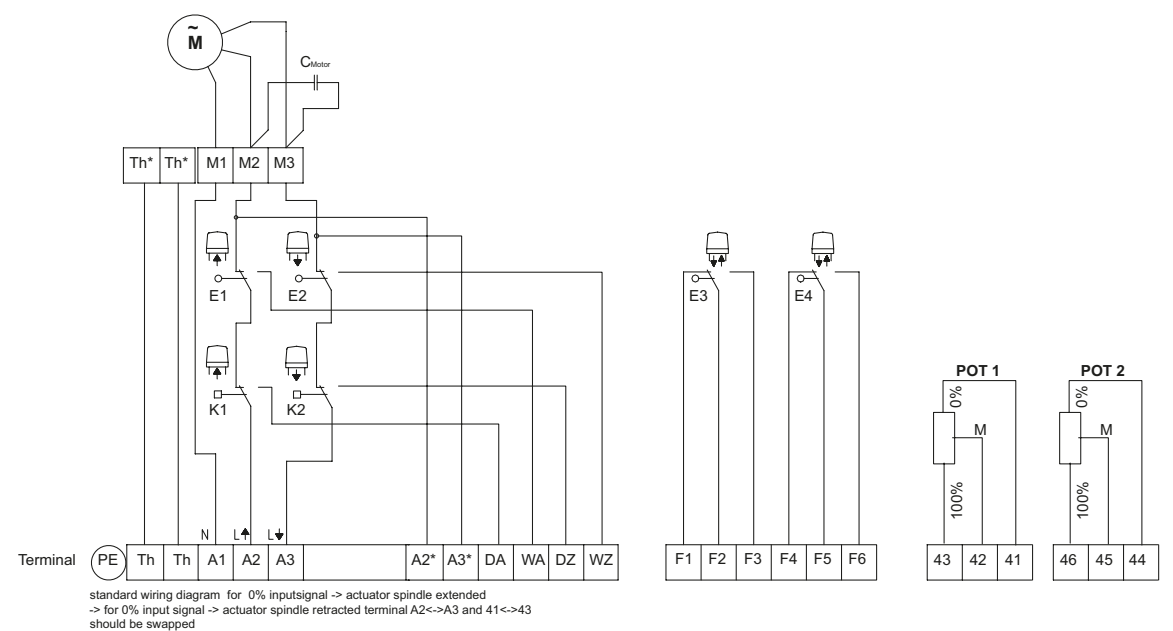 ~
M
CMotor
Th* Th* M1 M2 M3
E1 E2 E3 E4
POT 1 POT 2
0% 0%
K1 K2
M M
100% 100%
N L L
Terminal PE Th Th A1 A2 A3 A2* A3* DA WA DZ WZ F1 F2 F3 F4 F5 F6 43 42 41 46 45 44
standard wiring diagram for 0% inputsignal -> actuator spindle extended
-> for 0% input signal -> actuator spindle retracted terminal A2<->A3 and 41<->43
should be swapped